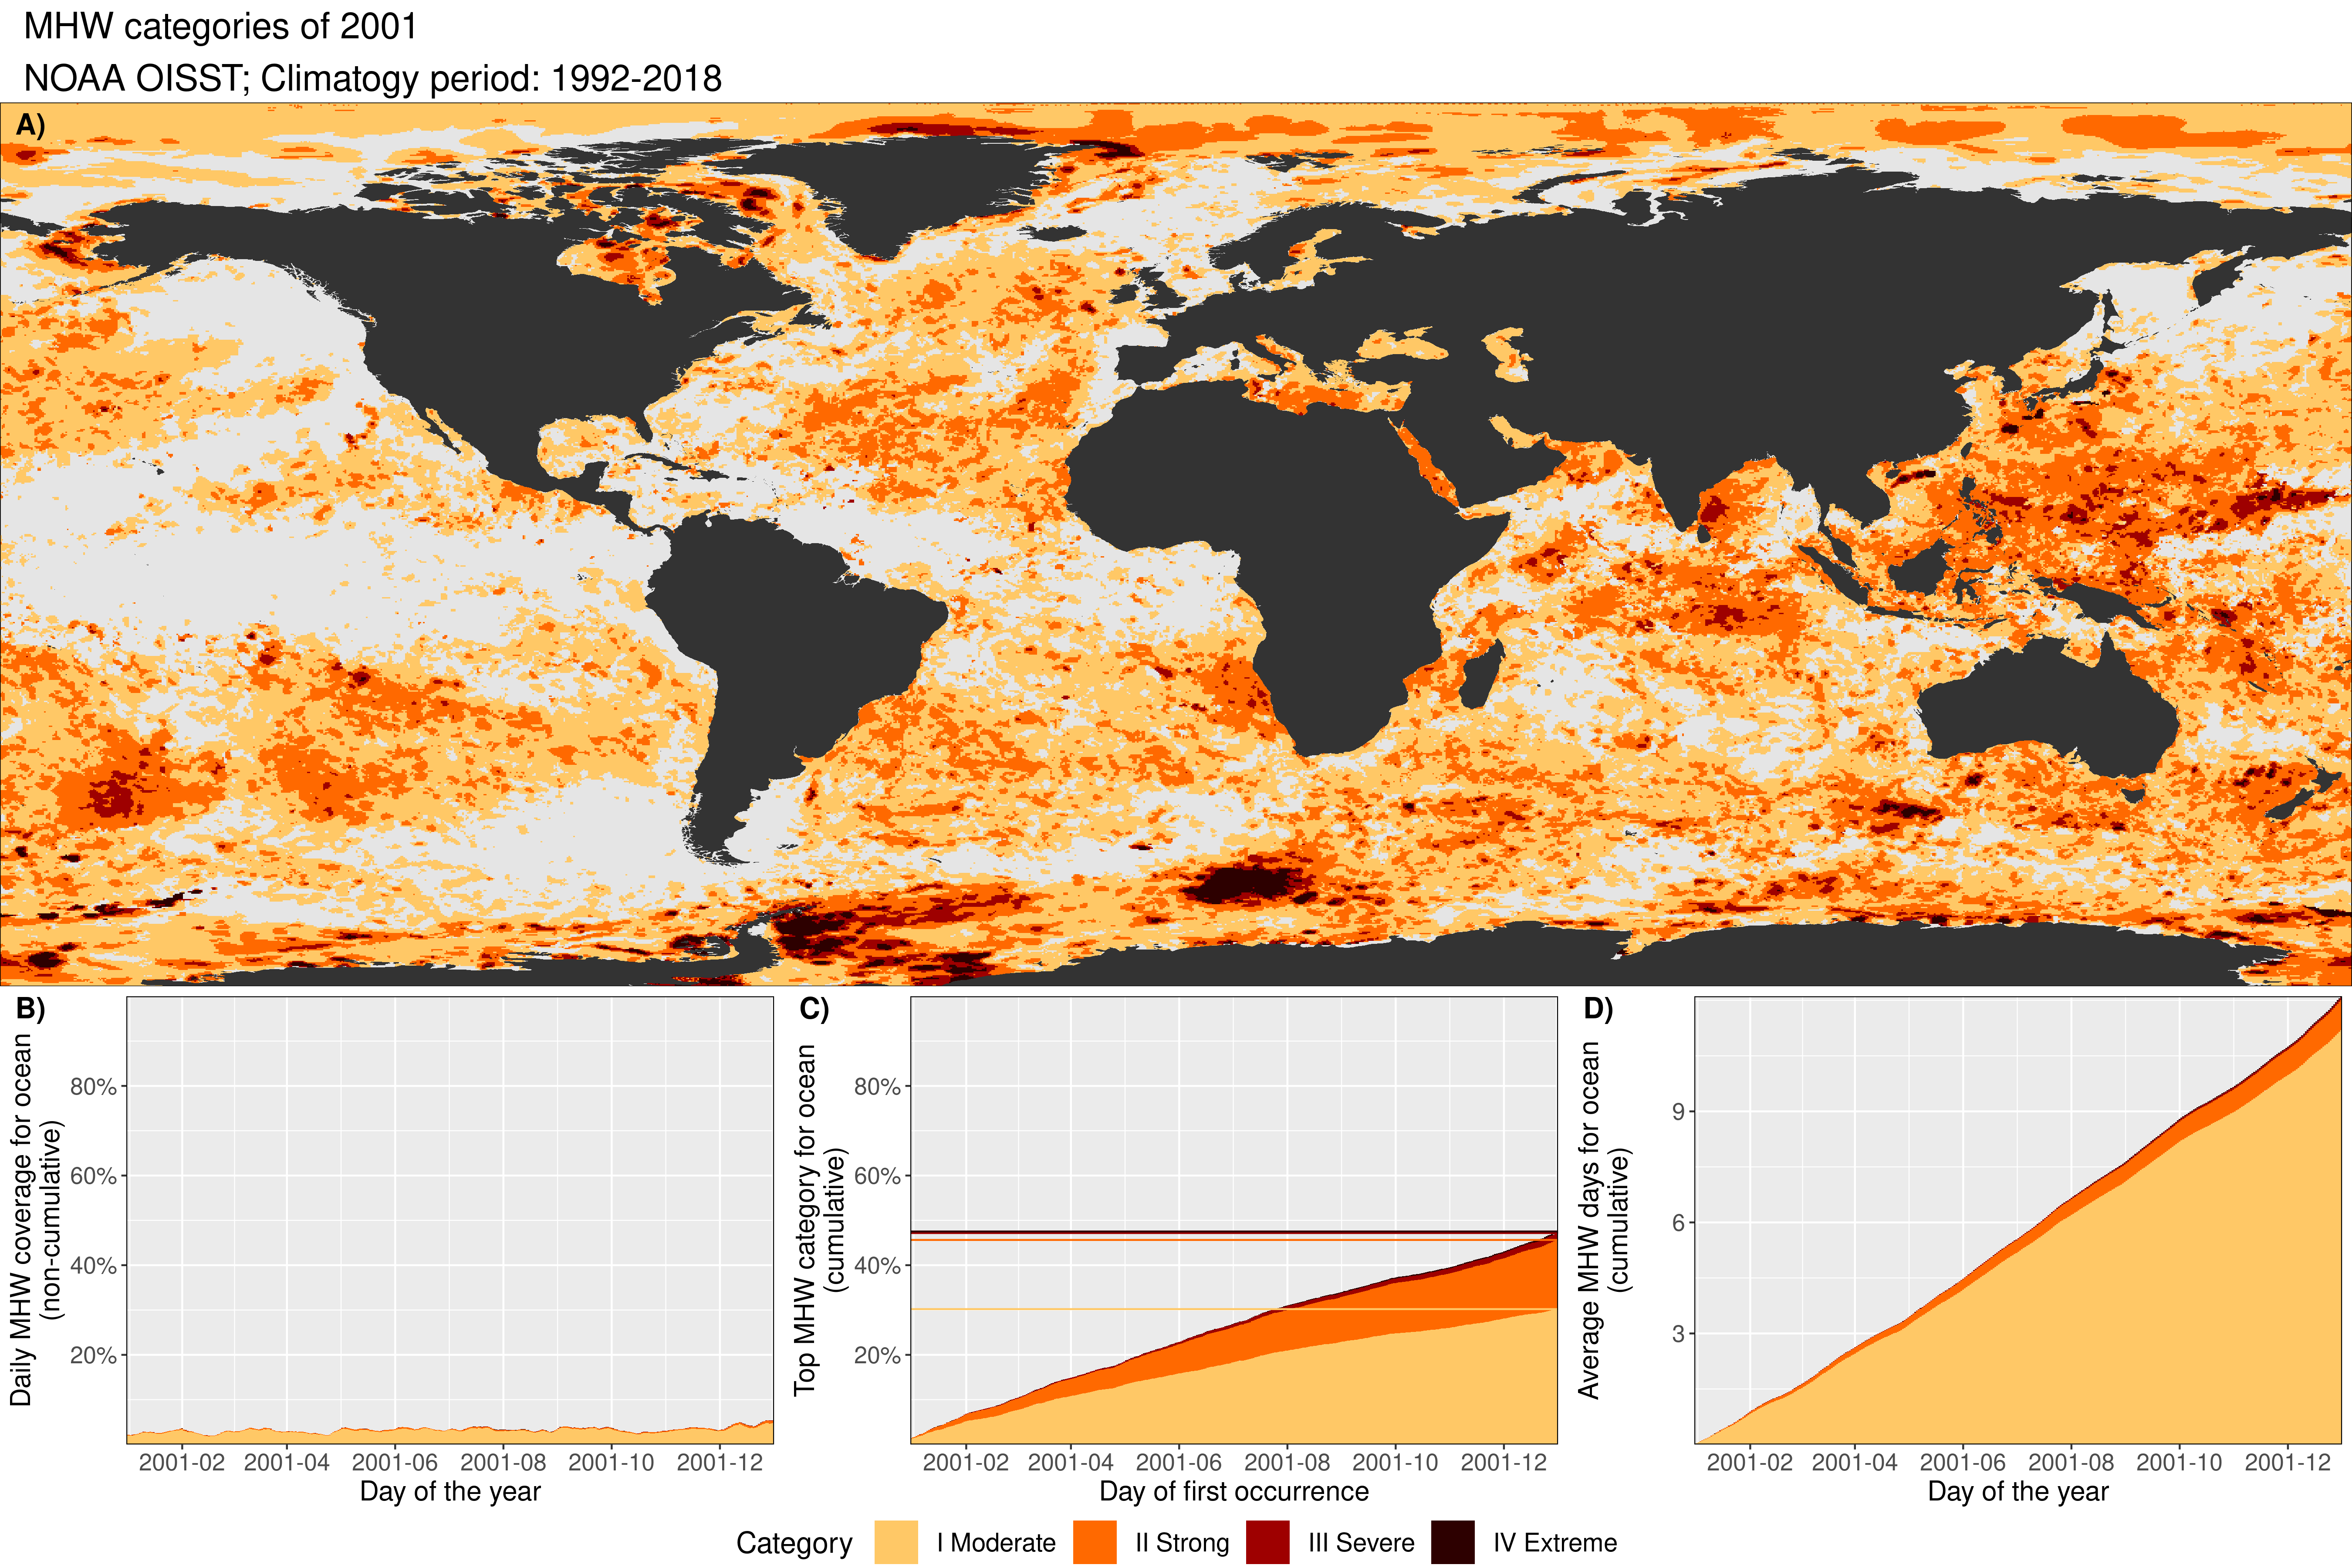 MHW categories of 2001
NOAA OISST; Climatogy period: 1992-2018
A)
B)
Daily MHW coverage for ocean
(non-cumulative)
80%
60%
40%
20%
2001-02 2001-04 2001-06 2001-08 2001-10 2001-12
Day of the year
C)
Top MHW category for ocean
(cumulative)
80%
60%
40%
20%
2001-02 2001-04 2001-06 2001-08 2001-10 2001-12
Day of first occurrence
D)
Average MHW days for ocean
(cumulative)
9
6
3
2001-02 2001-04 2001-06 2001-08 2001-10 2001-12
Day of the year
Category I Moderate II Strong III Severe IV Extreme